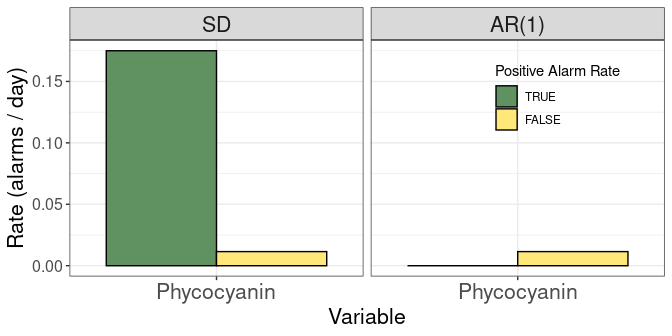 SD
AR(1)
Rate (alarms / day)
0.15
0.10
0.05
0.00
Positive Alarm Rate
TRUE
FALSE
Phycocyanin
Phycocyanin
Variable